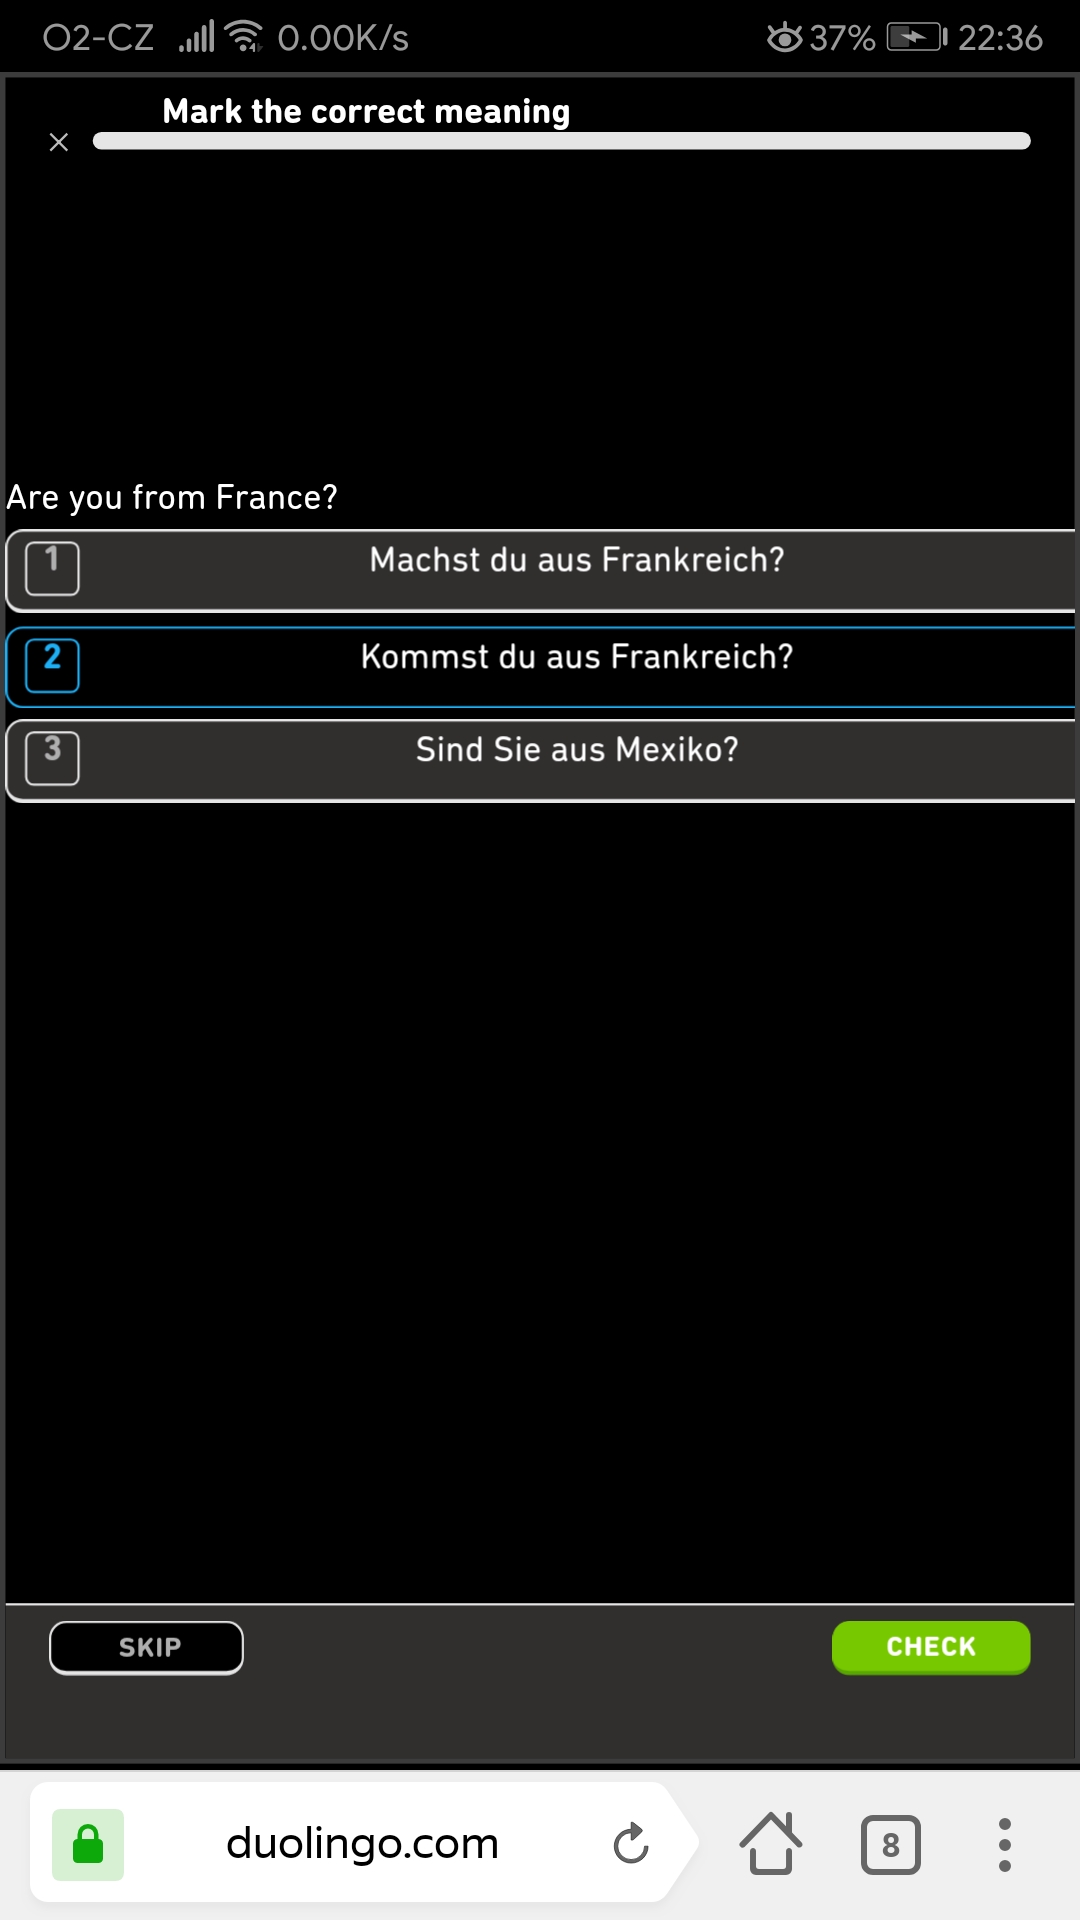 O2-CZ 0.00K/s 37% 22:36
Mark the correct meaning
Are you from France?
1 Machst du aus Frankreich?
2 Kommst du aus Frankreich?
3 Sind Sie aus Mexiko?
SKIP CHECK
duolingo.com 8